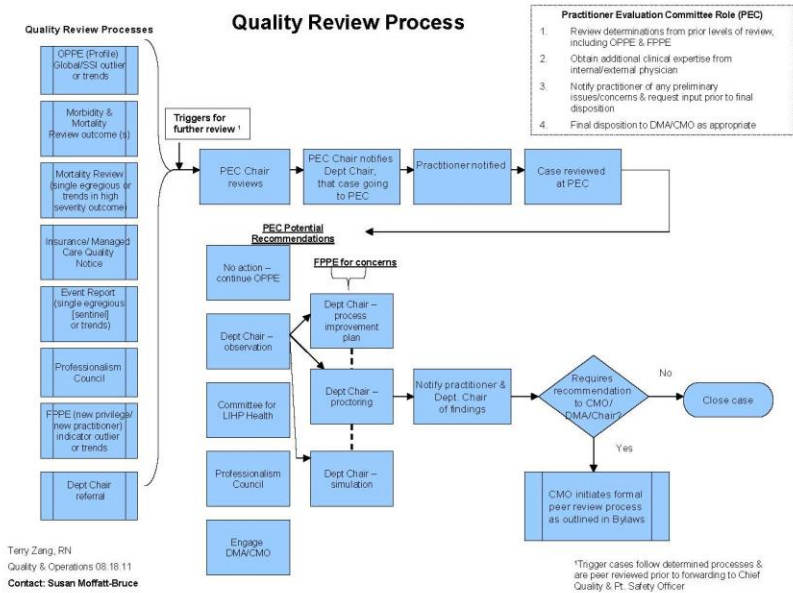 Quality Review Process
Quality Review Processes
OPPE (Profile)
Global/SSI outlier
or trends
Morbidity &
Mortality
Review outcome (s)
Mortality Review
(single egregious or
trends in high
severity outcome)
Insurance/ Managed
Care Quality
Notice
Event Report
(single egregious
[sentinel]
or trends)
Professionalism
Council
FPPE (new privilege/
new practitioner)
indicator outlier
or trends
Dept Chair
referral
Triggers for
further review ¹
Practitioner Evaluation Committee Role (PEC)
1. Review determinations from prior levels of review,
including OPPE & FPPE
2. Obtain additional clinical expertise from
internal/external physician
3. Notify practitioner of any preliminary
issues/concerns & request input prior to final
disposition
4. Final disposition to DMA/CMO as appropriate
PEC Chair
reviews
PEC Chair notifies
Dept Chair,
that case going
to PEC
Practitioner notified
Case reviewed
at PEC
PEC Potential
Recommendations
No action –
continue OPPE
Dept Chair –
observation
Committee for
LIHP Health
Professionalism
Council
Engage
DMA/CMO
FPPE for concerns
Dept Chair –
process
improvement
plan
Dept Chair –
proctoring
Dept Chair –
simulation
Notify practitioner &
Dept. Chair
of findings
Requires
recommendation
to CMO/
DMA/Chair?
No
Close case
Yes
CMO initiates formal
peer review process
as outlined in Bylaws
Terry Zang, RN
Quality & Operations 08.18.11
Contact: Susan Moffatt-Bruce
¹Trigger cases follow determined processes &
are peer reviewed prior to forwarding to Chief
Quality & Pt. Safety Officer